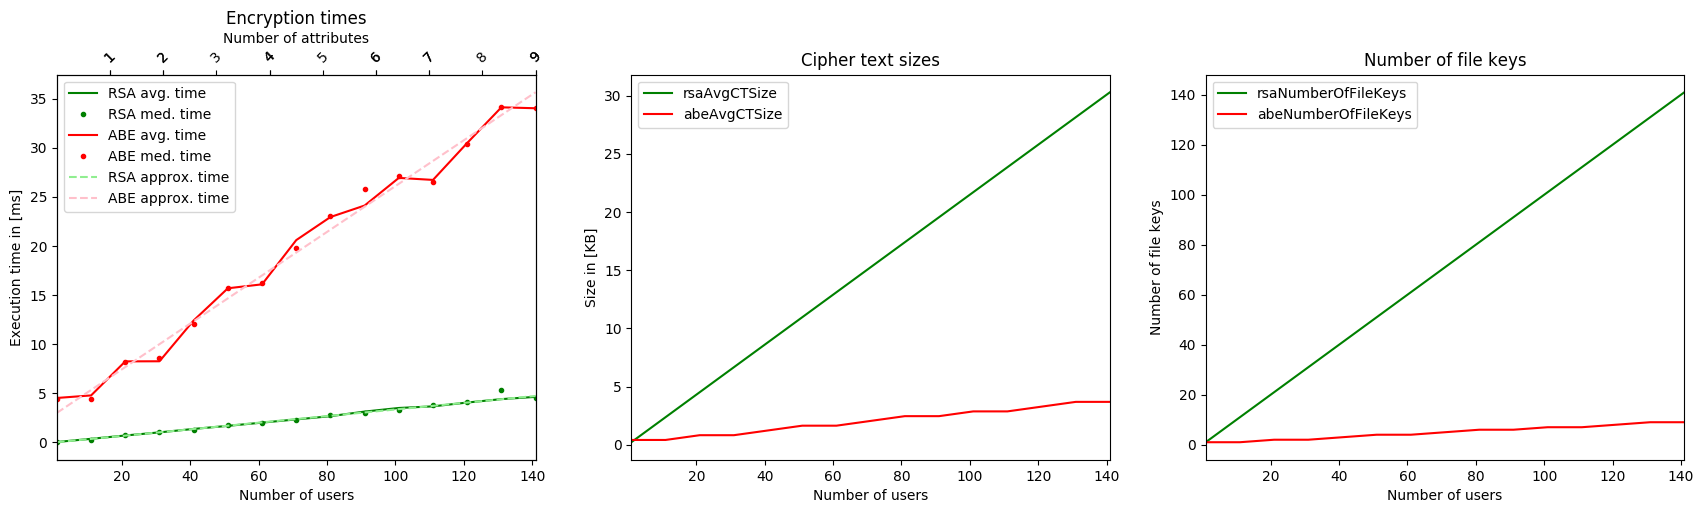 Encryption times
Number of attributes
1 2 3 4 5 6 7 8 9
RSA avg. time
RSA med. time
ABE avg. time
ABE med. time
RSA approx. time
ABE approx. time
Execution time in [ms]
35
30
25
20
15
10
5
0
20 40 60 80 100 120 140
Number of users
Cipher text sizes
rsaAvgCTSize
abeAvgCTSize
Size in [KB]
30
25
20
15
10
5
0
20 40 60 80 100 120 140
Number of users
Number of file keys
rsaNumberOfFileKeys
abeNumberOfFileKeys
Number of file keys
140
120
100
80
60
40
20
0
20 40 60 80 100 120 140
Number of users